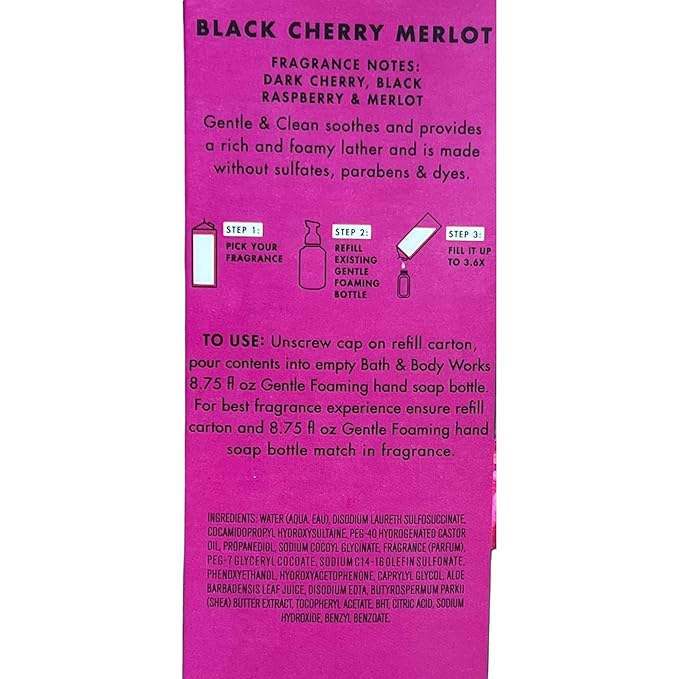 BLACK CHERRY MERLOT
FRAGRANCE NOTES:
DARK CHERRY, BLACK
RASPBERRY & MERLOT
Gentle & Clean soothes and provides
a rich and foamy lather and is made
without sulfates, parabens & dyes.
STEP 1:
PICK YOUR
FRAGRANCE
STEP 2:
REFILL
EXISTING
GENTLE
FOAMING
BOTTLE
STEP 3:
FILL IT UP
TO 3.6X
TO USE: Unscrew cap on refill carton,
pour contents into empty Bath & Body Works
8.75 fl oz Gentle Foaming hand soap bottle.
For best fragrance experience ensure refill
carton and 8.75 fl oz Gentle Foaming hand
soap bottle match in fragrance.
INGREDIENTS: WATER (AQUA, EAU), DISODIUM LAURETH SULFOSUCCINATE,
COCAMIDOPROPYL HYDROXYSULTAINE, PEG-40 HYDROGENATED CASTOR
OIL, PROPANEDIOL, SODIUM COCOYL GLYCINATE, FRAGRANCE (PARFUM),
PEG-7 GLYCERYL COCOATE, SODIUM C14-16 OLEFIN SULFONATE,
PHENOXYETHANOL, HYDROXYACETOPHENONE, CAPRYLYL GLYCOL, ALOE
BARBADENSIS LEAF JUICE, DISODIUM EDTA, BUTYROSPERMUM PARKII
(SHEA) BUTTER EXTRACT, TOCOPHERYL ACETATE, BHT, CITRIC ACID, SODIUM
HYDROXIDE, BENZYL BENZOATE.